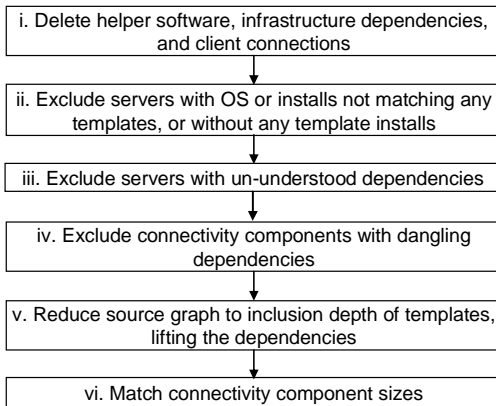 i. Delete helper software, infrastructure dependencies,
and client connections
ii. Exclude servers with OS or installs not matching any
templates, or without any template installs
iii. Exclude servers with un-understood dependencies
iv. Exclude connectivity components with dangling
dependencies
v. Reduce source graph to inclusion depth of templates,
lifting the dependencies
vi. Match connectivity component sizes